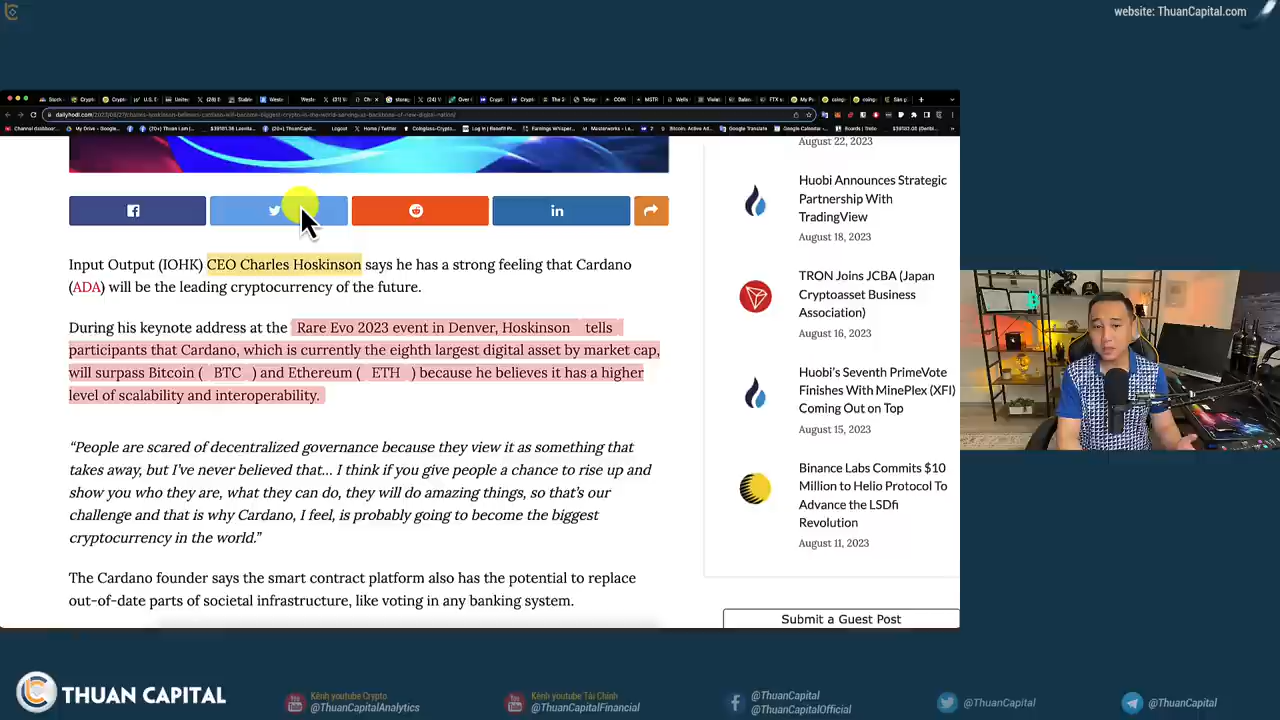 website: ThuanCapital.com
August 22, 2023
Huobi Announces Strategic
Partnership With
TradingView
August 18, 2023
TRON Joins JCBA (Japan
Cryptoasset Business
Association)
August 16, 2023
Huobi's Seventh PrimeVote
Finishes With MinePlex (XFI)
Coming Out on Top
August 15, 2023
Binance Labs Commits $10
Million to Helio Protocol To
Advance the LSDfi
Revolution
August 11, 2023
Submit a Guest Post
Input Output (IOHK) CEO Charles Hoskinson says he has a strong feeling that Cardano
(ADA) will be the leading cryptocurrency of the future.
During his keynote address at the Rare Evo 2023 event in Denver, Hoskinson tells
participants that Cardano, which is currently the eighth largest digital asset by market cap,
will surpass Bitcoin ( BTC ) and Ethereum ( ETH ) because he believes it has a higher
level of scalability and interoperability.
“People are scared of decentralized governance because they view it as something that
takes away, but I’ve never believed that… I think if you give people a chance to rise up and
show you who they are, what they can do, they will do amazing things, so that’s our
challenge and that is why Cardano, I feel, is probably going to become the biggest
cryptocurrency in the world.”
The Cardano founder says the smart contract platform also has the potential to replace
out-of-date parts of societal infrastructure, like voting in any banking system.
THUAN CAPITAL
Kênh youtube Crypto
@ThuanCapitalAnalytics
Kênh youtube Tài Chính
@ThuanCapitalFinancial
@ThuanCapital
@ThuanCapitalOfficial
@ThuanCapital
@ThuanCapital